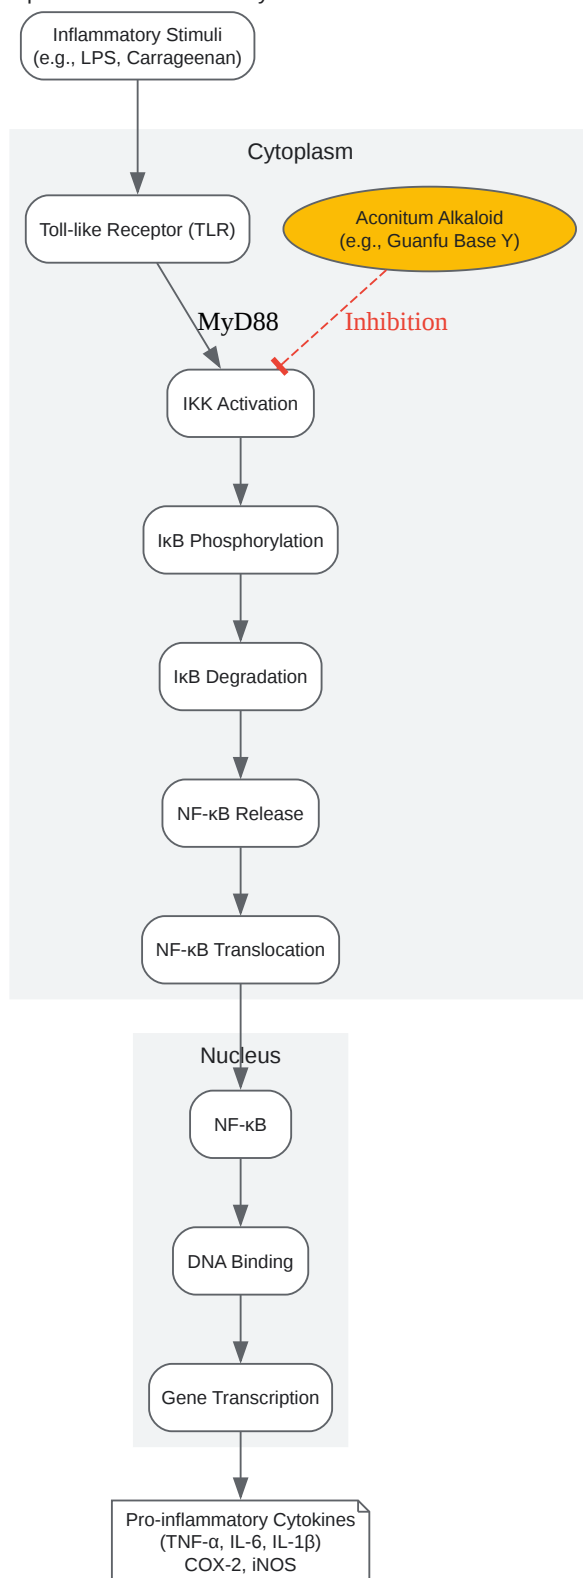 Inflammatory Stimuli
(e.g., LPS, Carrageenan)
Cytoplasm
Toll-like Receptor (TLR)
Aconitum Alkaloid
(e.g., Guanfu Base Y)
MyD88
Inhibition
IKK Activation
IκB Phosphorylation
IκB Degradation
NF-κB Release
NF-κB Translocation
Nucleus
NF-κB
DNA Binding
Gene Transcription
Pro-inflammatory Cytokines
(TNF-α, IL-6, IL-1β)
COX-2, iNOS